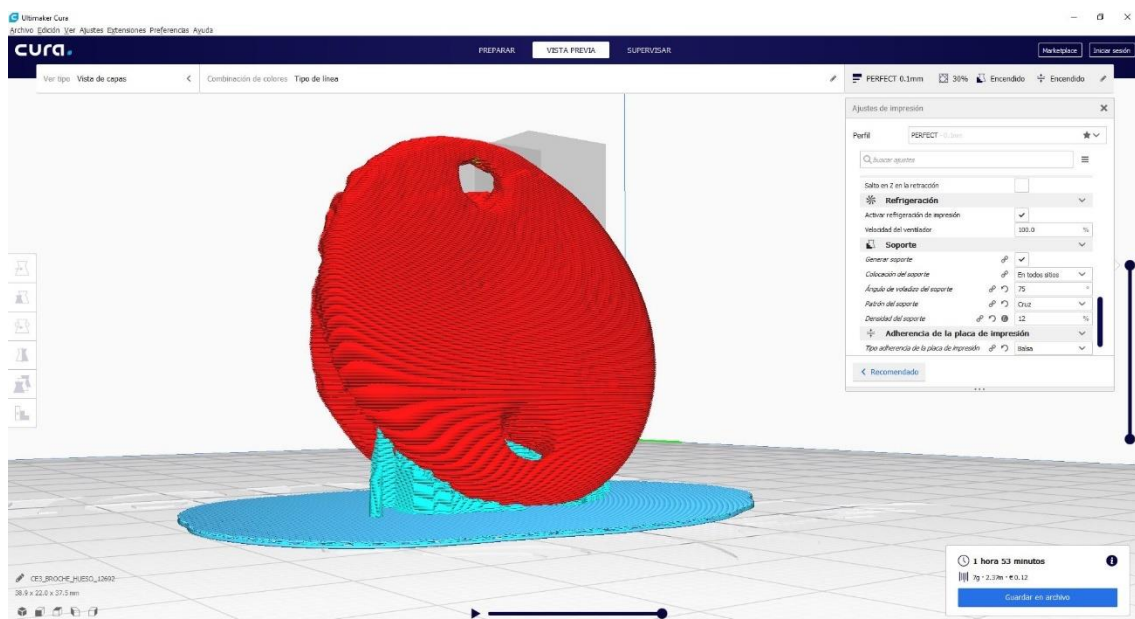 Ultimaker Cura
Archivo Edición Ver Ajustes Extensiones Preferencias Ayuda
cura.
PREPARAR
VISTA PREVIA
SUPERVISAR
Marketplace
Iniciar sesión
Ver tipo Vista de capas
Combinación de colores Tipo de línea
PERFECT 0.1mm
30%
Encendido
Encendido
Ajustes de impresión
Perfil
PERFECT - 0.1mm
buscar ajustes
Salto en Z en la retracción
Refrigeración
Activar refrigeración de impresión
Velocidad del ventilador 100.0 %
Soporte
Generar soporte
Colocación del soporte En todos sitios
Ángulo de voladizo del soporte 75 °
Patrón del soporte Cruz
Densidad del soporte 12 %
Adherencia de la placa de impresión
Tipo adherencia de la placa de impresión Balsa
Recomendado
CE3_BROCHE_HUESO_12692
38.9 x 22.0 x 37.5 mm
1 hora 53 minutos
7g · 2.37m · € 0.12
Guardar en archivo